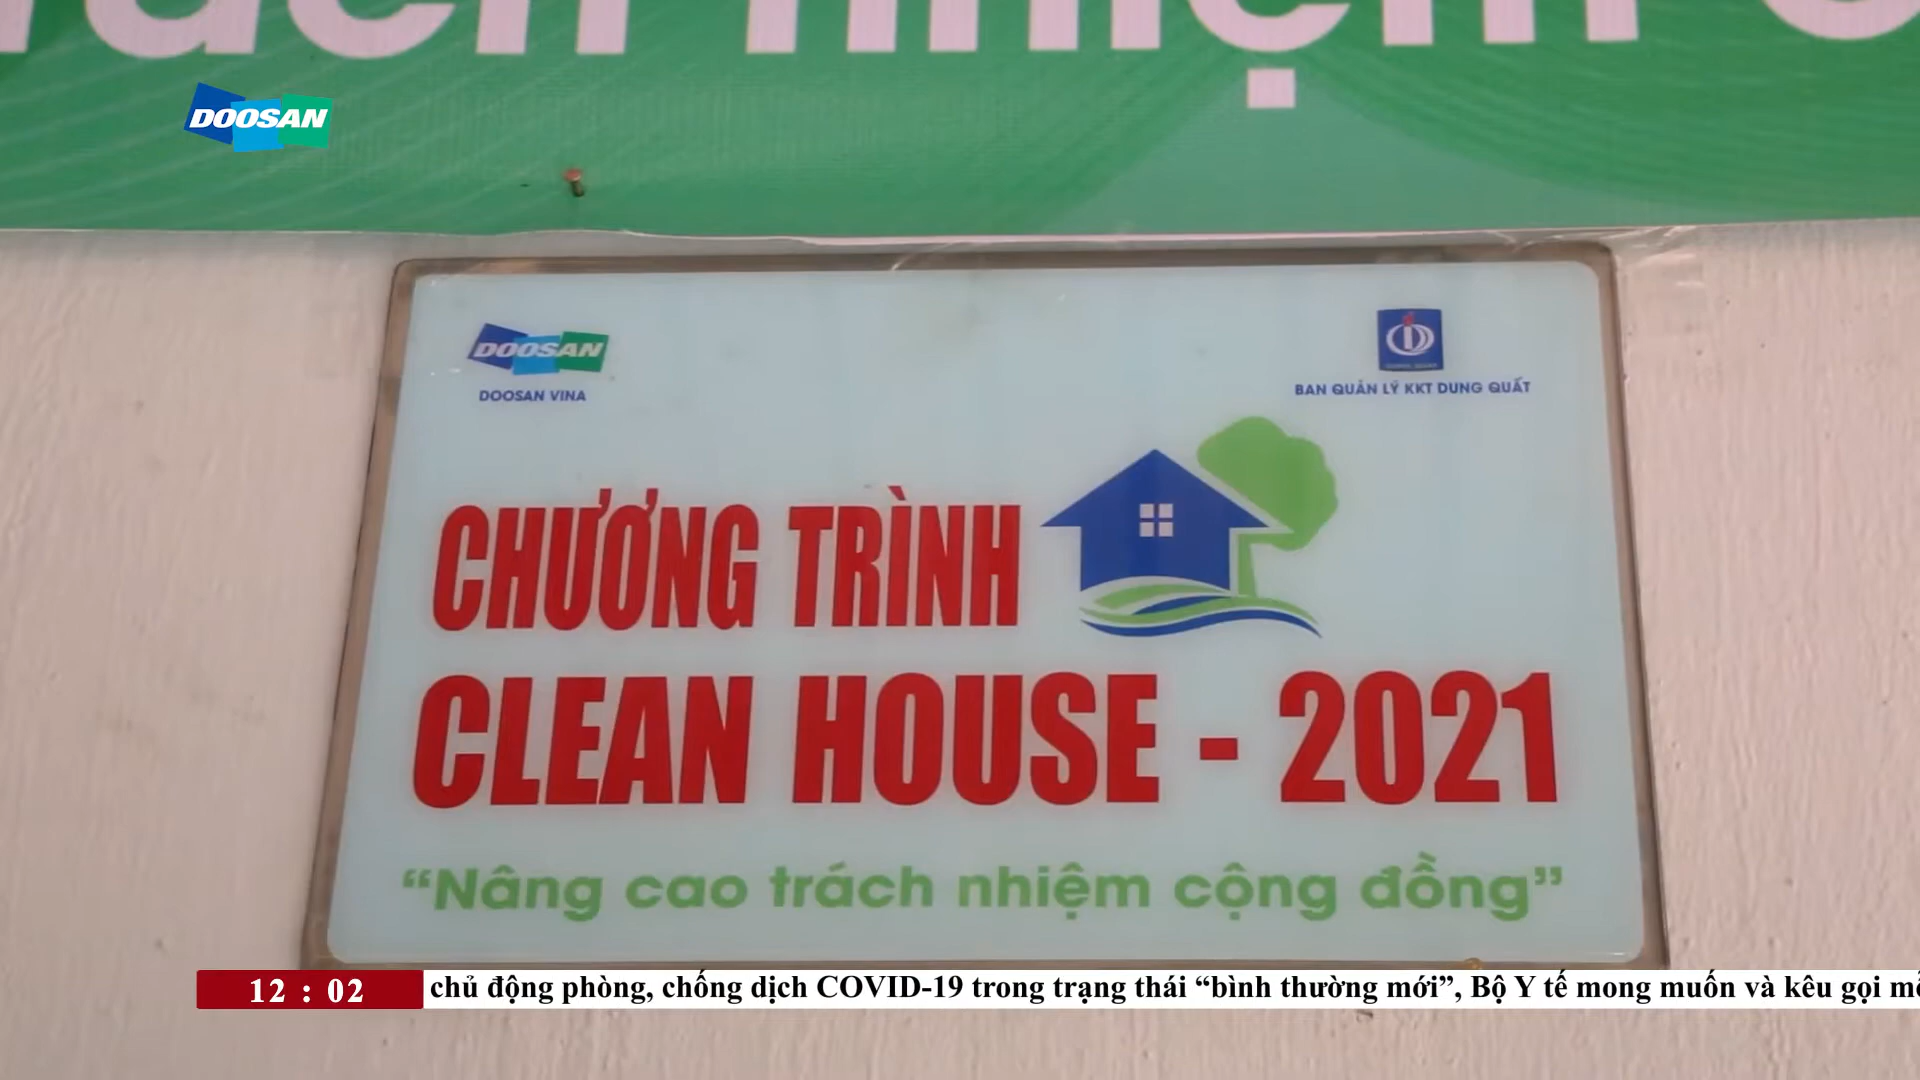 trách nhiệm
DOOSAN
DOOSAN
DOOSAN VINA
BAN QUẢN LÝ KKT DUNG QUẤT
CHƯƠNG TRÌNH
CLEAN HOUSE - 2021
“Nâng cao trách nhiệm cộng đồng”
12 : 02
chủ động phòng, chống dịch COVID-19 trong trạng thái “bình thường mới”, Bộ Y tế mong muốn và kêu gọi